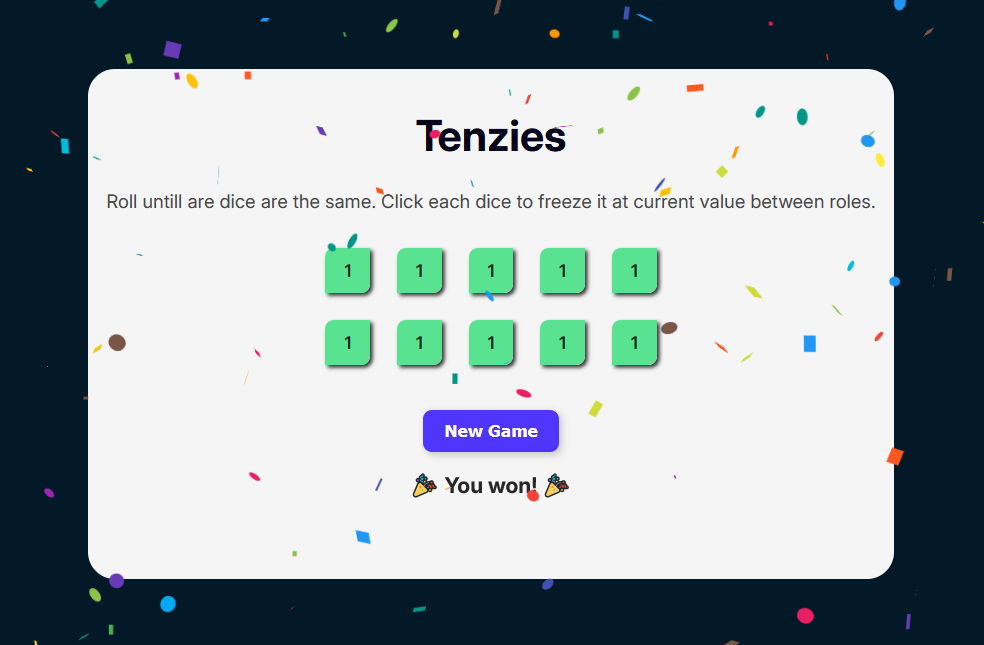 Tenzies
Roll untill are dice are the same. Click each dice to freeze it at current value between roles.
1 1 1 1 1
1 1 1 1 1
New Game
🎉 You won! 🎉